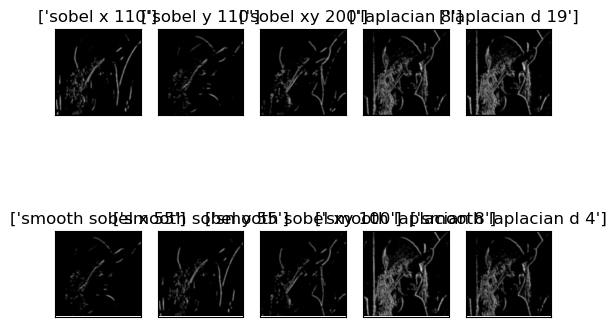 ['sobel x 110'] ['sobel y 110'] ['sobel xy 200'] ['laplacian 8'] ['laplacian d 19']
['smooth sobel x 55'] ['smooth sobel y 55'] ['smooth sobel xy 100'] ['smooth laplacian 8'] ['smooth laplacian d 4']